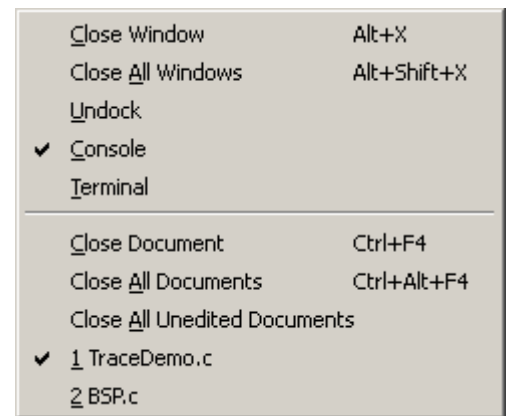 Close Window Alt+X
Close All Windows Alt+Shift+X
Undock
Console
Terminal
Close Document Ctrl+F4
Close All Documents Ctrl+Alt+F4
Close All Unedited Documents
1 TraceDemo.c
2 BSP.c